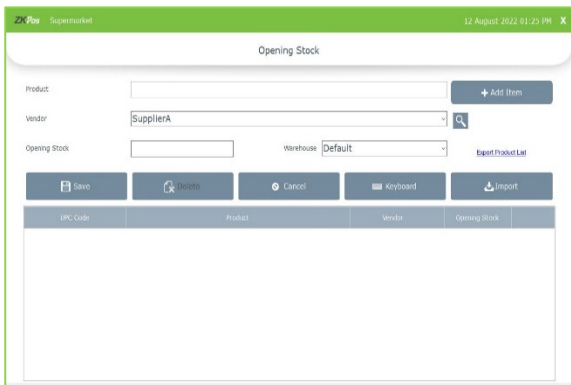 ZKPos Supermarket 12 August 2022 01:25 PM X
Opening Stock
Product + Add Item
Vendor SupplierA
Opening Stock Warehouse Default Export Product List
Save Delete Cancel Keyboard Import
UPC Code Product Vendor Opening Stock